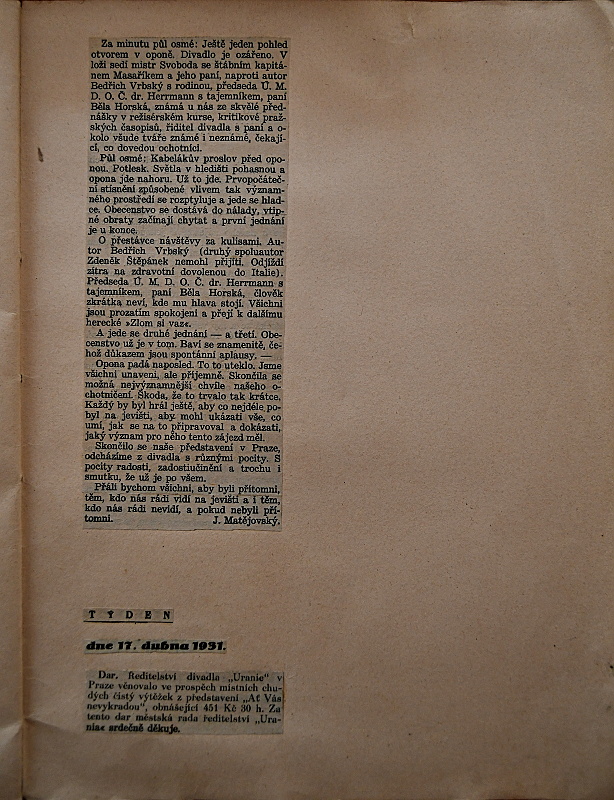 Za minutu půl osmé: Ještě jeden pohled
otvorem v oponě. Divadlo je ozářeno. V
loži sedí mistr Svoboda se štábním kapitá-
nem Masaříkem a jeho paní, naproti autor
Bedřich Vrbský s rodinou, předseda Ú. M.
D. O. Č. dr. Herrmann s tajemníkem, paní
Běla Horská, známá u nás ze skvělé před-
nášky v režisérském kurse, kritikové praž-
ských časopisů, řiditel divadla s paní a o-
kolo všude tváře známé i neznámé, čekají-
cí, co dovedou ochotníci.
Půl osmé: Kabelákův proslov před opo-
nou. Potlesk. Světla v hledišti pohasnou a
opona jde nahoru. Už to jde. Prvopočáteč-
ní stísnění způsobené vlivem tak význam-
ného prostředí se rozptyluje a jede se hlad-
ce. Obecenstvo se dostává do nálady, vtip-
né obraty začínají chytat a první jednání
je u konce.
O přestávce návštěvy za kulisami. Au-
tor Bedřich Vrbský (druhý spoluautor
Zdeněk Štěpánek nemohl přijíti. Odjíždí
zítra na zdravotní dovolenou do Italie).
Předseda Ú. M. D. O. Č. dr. Herrmann s
tajemníkem, paní Běla Horská, člověk
zkrátka neví, kde mu hlava stojí. Všichni
jsou prozatím spokojeni a přejí k dalšímu
herecké »Zlom si vaz«.
A jede se druhé jednání — a třetí. Obe-
censtvo už je v tom. Baví se znamenitě, če-
hož důkazem jsou spontánní aplausy. —
Opona padá naposled. To to uteklo. Jsme
všichni unaveni, ale příjemně. Skončila se
možná nejvýznamnější chvíle našeho o-
chotničení. Škoda, že to trvalo tak krátce.
Každý by byl hrál ještě, aby co nejdéle po-
byl na jevišti, aby mohl ukázati vše, co
umí, jak se na to připravoval a dokázati,
jaký význam pro něho tento zájezd měl.
Skončilo se naše představení v Praze,
odcházíme z divadla s různými pocity. S
pocity radosti, zadostiučinění a trochu i
smutku, že už je po všem.
Přáli bychom všichni, aby byli přítomni,
těm, kdo nás rádi vidí na jevišti a i těm,
kdo nás rádi nevidí, a pokud nebyli pří-
tomni. J. Matějovský.
TÝDEN
dne 17. dubna 1931.
Dar. Ředitelství divadla „Uranie“ v
Praze věnovalo ve prospěch místních chu-
dých čistý výtěžek z představení „Ať Vás
nevykradou“, obnášející 451 Kč 30 h. Za
tento dar městská rada ředitelství „Ura-
nia« srdečně děkuje.